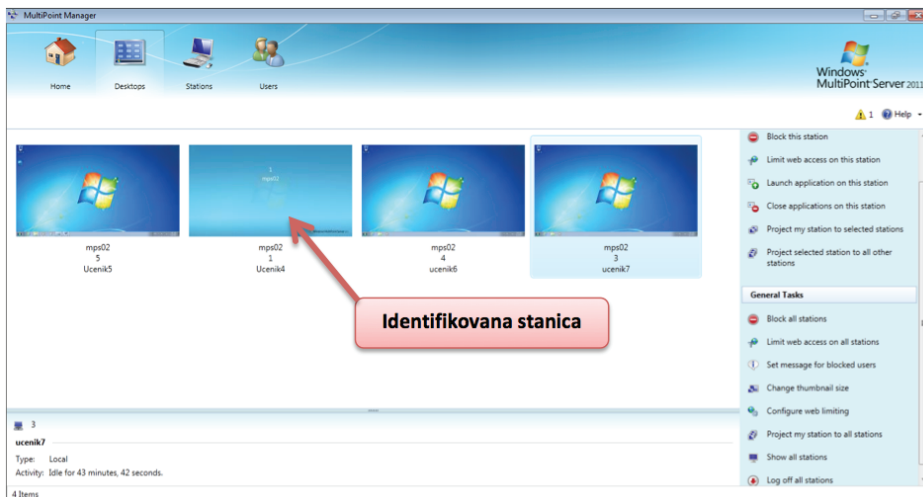 MultiPoint Manager
Home
Desktops
Stations
Users
Windows
MultiPoint Server 2011
1 Help
1
mps02
mps02
5
Ucenik5
mps02
1
Ucenik4
mps02
4
ucenik6
mps02
3
ucenik7
Identifikovana stanica
Block this station
Limit web access on this station
Launch application on this station
Close applications on this station
Project my station to selected stations
Project selected station to all other
stations
General Tasks
Block all stations
Limit web access on all stations
Set message for blocked users
Change thumbnail size
Configure web limiting
Project my station to all stations
Show all stations
Log off all stations
3
ucenik7
Type: Local
Activity: Idle for 43 minutes, 42 seconds.
4 Items